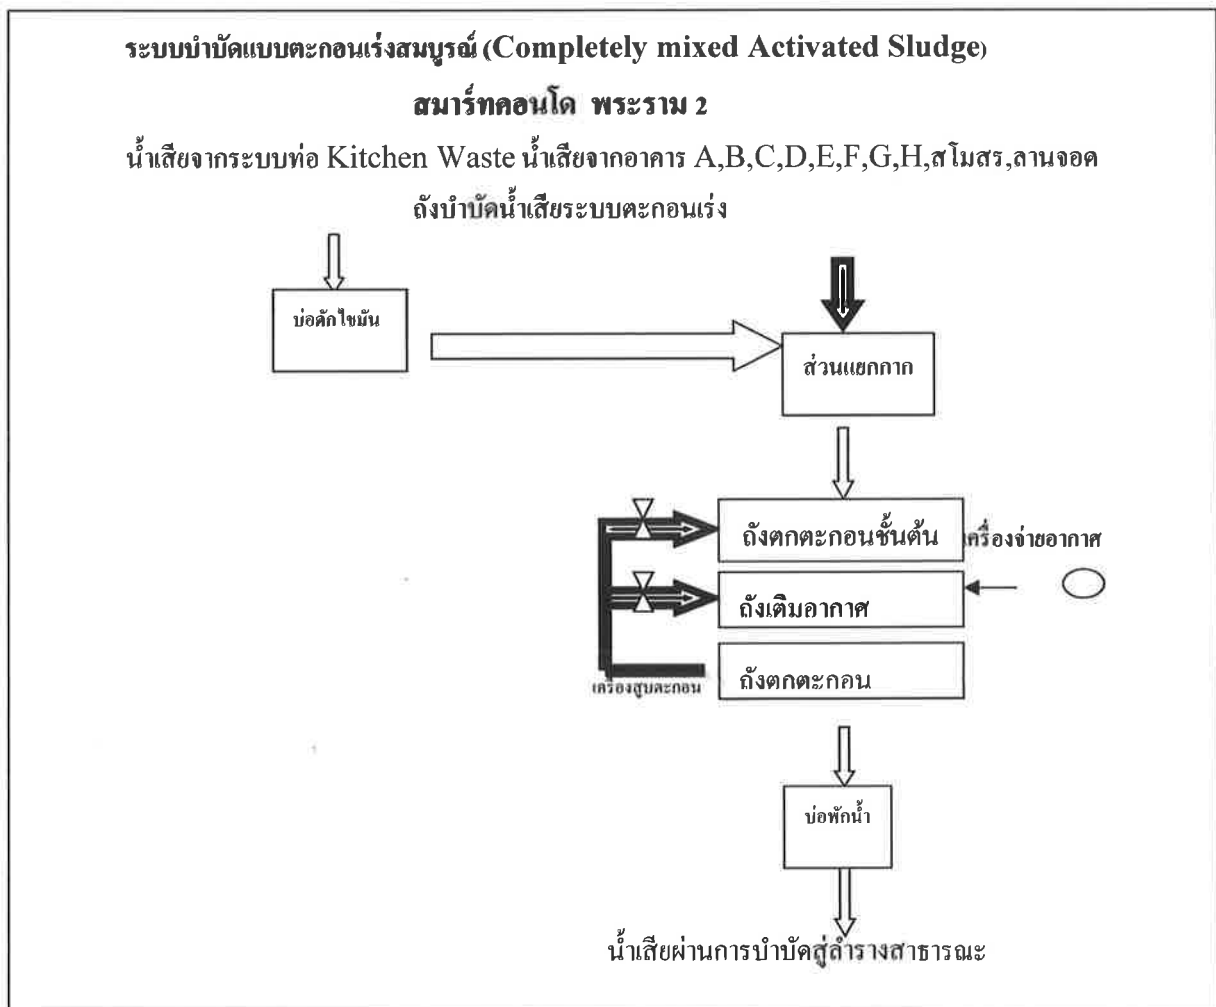 ระบบบำบัดแบบตะกอนเร่งสมบูรณ์ (Completely mixed Activated Sludge)
สมาร์ทคอนโด พระราม 2
น้ำเสียจากระบบท่อ Kitchen Waste น้ำเสียจากอาคาร A,B,C,D,E,F,G,H,สโมสร,ลานจอด
ถังบำบัดน้ำเสียระบบตะกอนเร่ง
บ่อดักไขมัน
ส่วนแยกกาก
ถังตกตะกอนชั้นต้น
เครื่องจ่ายอากาศ
ถังเติมอากาศ
ถังตกตะกอน
เครื่องสูบตะกอน
บ่อพักน้ำ
น้ำเสียผ่านการบำบัดสู่ลำรางสาธารณะ